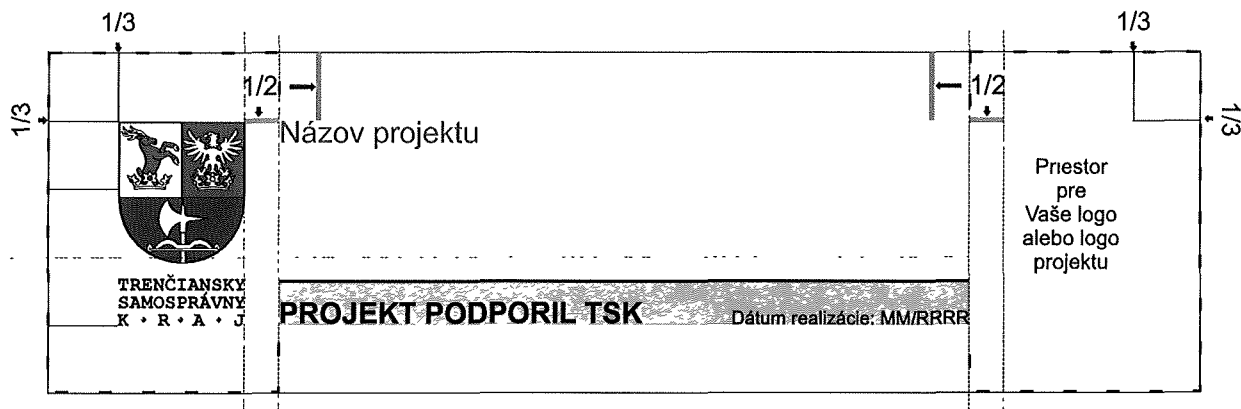 1/3
1/3
1/2
1/2
1/3
1/3
Názov projektu
Priestor
pre
Vaše logo
alebo logo
projektu
TRENČIANSKY
SAMOSPRÁVNY
K • R • A • J
PROJEKT PODPORIL TSK
Dátum realizácie: MM/RRRR